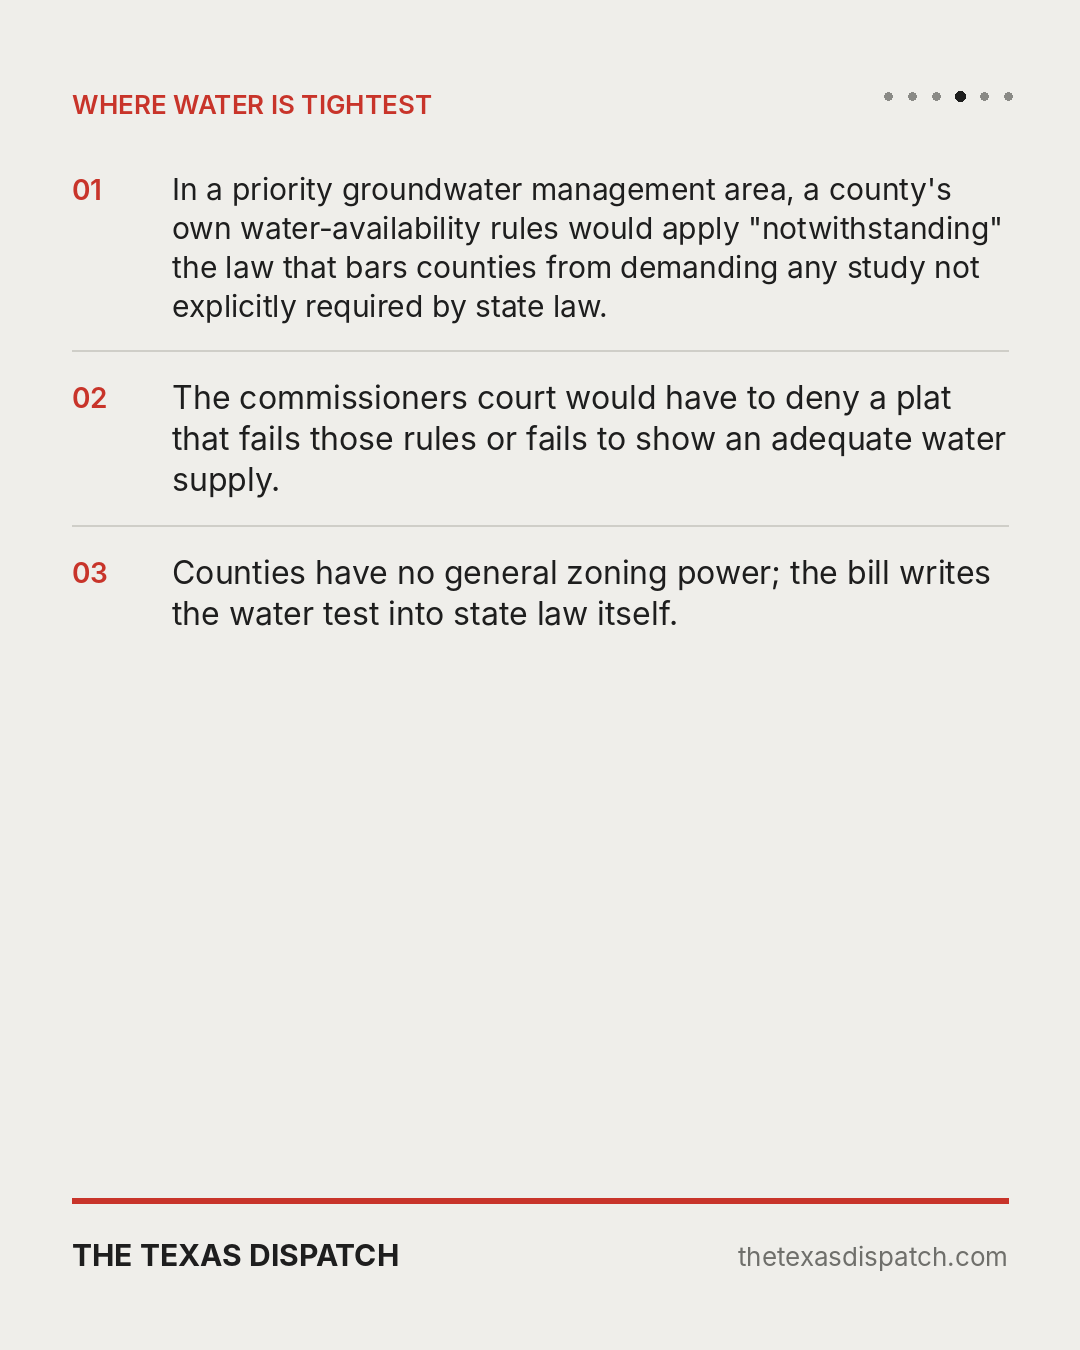 WHERE WATER IS TIGHTEST
01
In a priority groundwater management area, a county's
own water-availability rules would apply "notwithstanding"
the law that bars counties from demanding any study not
explicitly required by state law.
02
The commissioners court would have to deny a plat
that fails those rules or fails to show an adequate water
supply.
03
Counties have no general zoning power; the bill writes
the water test into state law itself.
THE TEXAS DISPATCH
thetexasdispatch.com